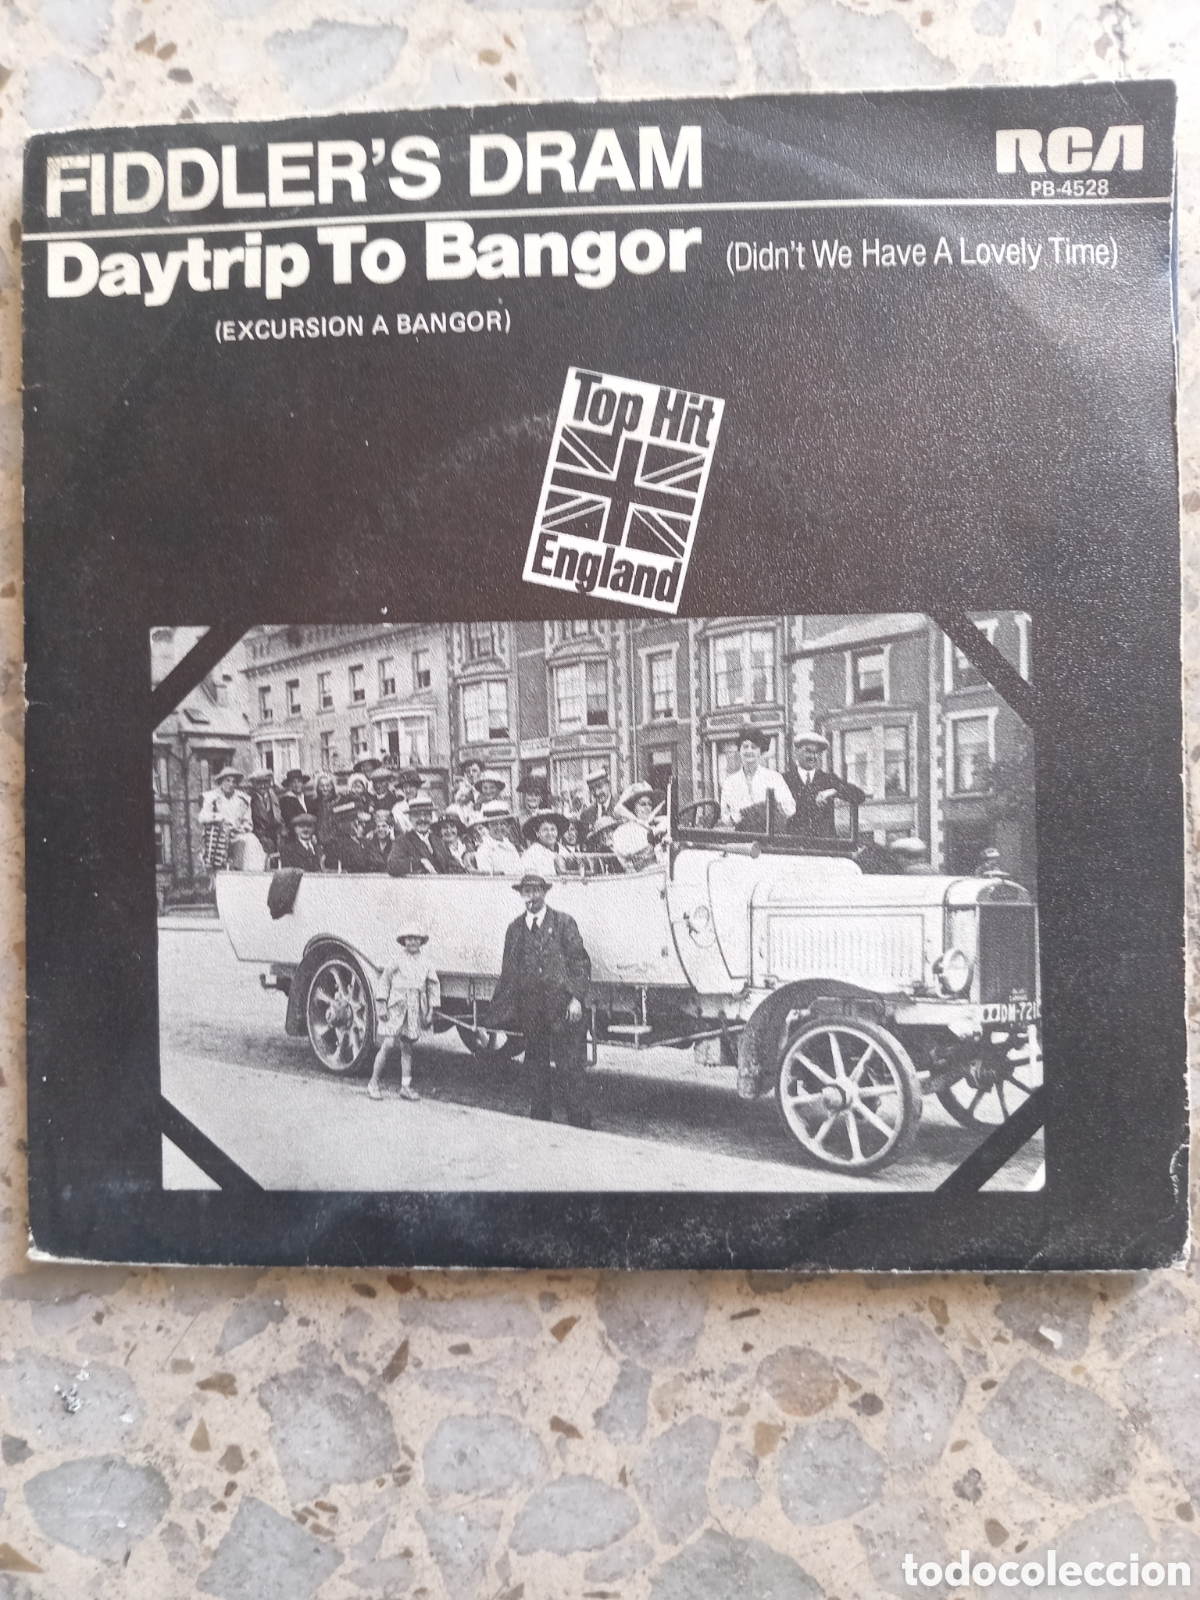 FIDDLER'S DRAM
RCA
PB-4528
Daytrip To Bangor (Didn't We Have A Lovely Time)
(EXCURSION A BANGOR)
Top Hit
England
todocoleccion